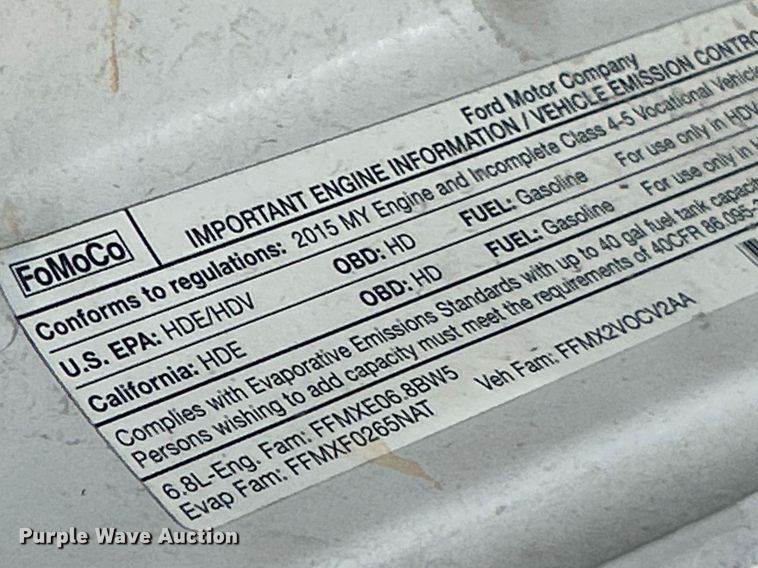 FoMoCo
Ford Motor Company
IMPORTANT ENGINE INFORMATION / VEHICLE EMISSION CONTRO
Conforms to regulations: 2015 MY Engine and Incomplete Class 4-5 Vocational Vehicle
U.S. EPA: HDE/HDV OBD: HD FUEL: Gasoline For use only in HDV
California: HDE OBD: HD FUEL: Gasoline For use only in
Complies with Evaporative Emissions Standards with up to 40 gal fuel tank capacity
Persons wishing to add capacity must meet the requirements of 40CFR 86.095-
6.8L-Eng. Fam: FFMXE06.8BW5 Veh Fam: FFMX2VOCV2AA
Evap Fam: FFMXF0265NAT
Purple Wave Auction